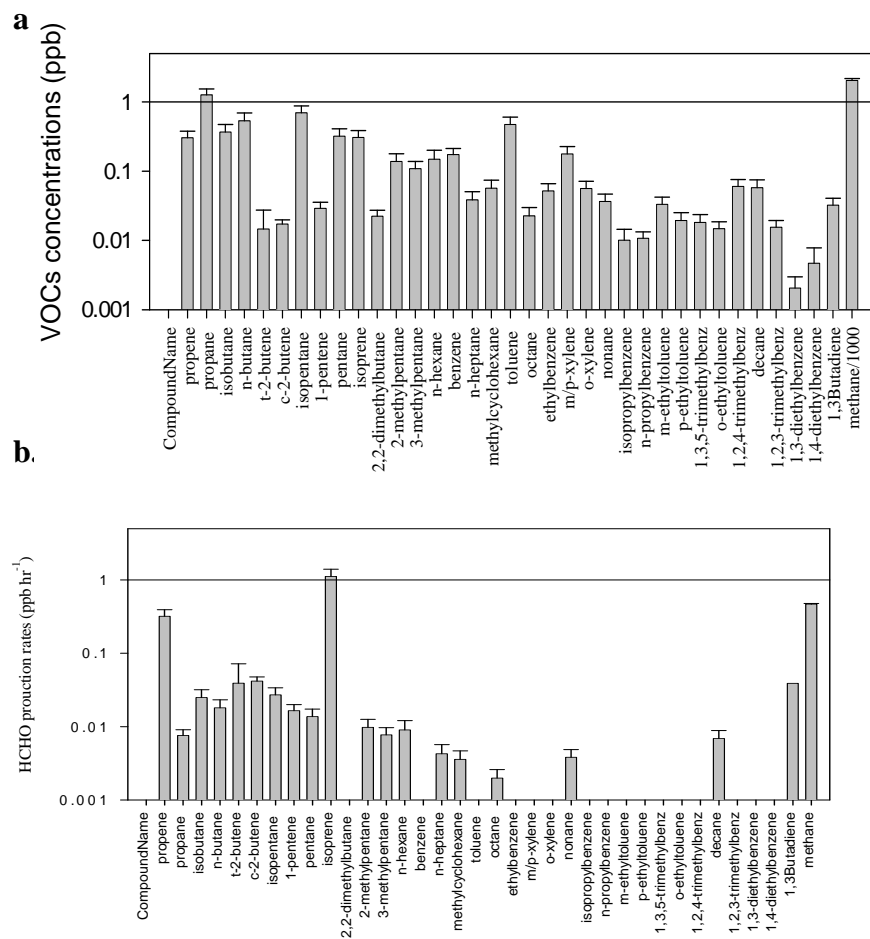 a
VOCs concentrations (ppb)
1
0.1
0.01
0.001
CompoundName
propene
propane
isobutane
n-butane
t-2-butene
c-2-butene
isopentane
1-pentene
pentane
isoprene
2,2-dimethylbutane
2-methylpentane
3-methylpentane
n-hexane
benzene
n-heptane
methylcyclohexane
toluene
octane
ethylbenzene
m/p-xylene
o-xylene
nonane
isopropylbenzene
n-propylbenzene
m-ethyltoluene
p-ethyltoluene
1,3,5-trimethylbenz
o-ethyltoluene
1,2,4-trimethylbenz
decane
1,2,3-trimethylbenz
1,3-diethylbenzene
1,4-diethylbenzene
1,3Butadiene
methane/1000
b.
HCHO prouction rates (ppb hr-1)
1
0.1
0.01
0.001
CompoundName
propene
propane
isobutane
n-butane
t-2-butene
c-2-butene
isopentane
1-pentene
pentane
isoprene
2,2-dimethylbutane
2-methylpentane
3-methylpentane
n-hexane
benzene
n-heptane
methylcyclohexane
toluene
octane
ethylbenzene
m/p-xylene
o-xylene
nonane
isopropylbenzene
n-propylbenzene
m-ethyltoluene
p-ethyltoluene
1,3,5-trimethylbenz
o-ethyltoluene
1,2,4-trimethylbenz
decane
1,2,3-trimethylbenz
1,3-diethylbenzene
1,4-diethylbenzene
1,3Butadiene
methane